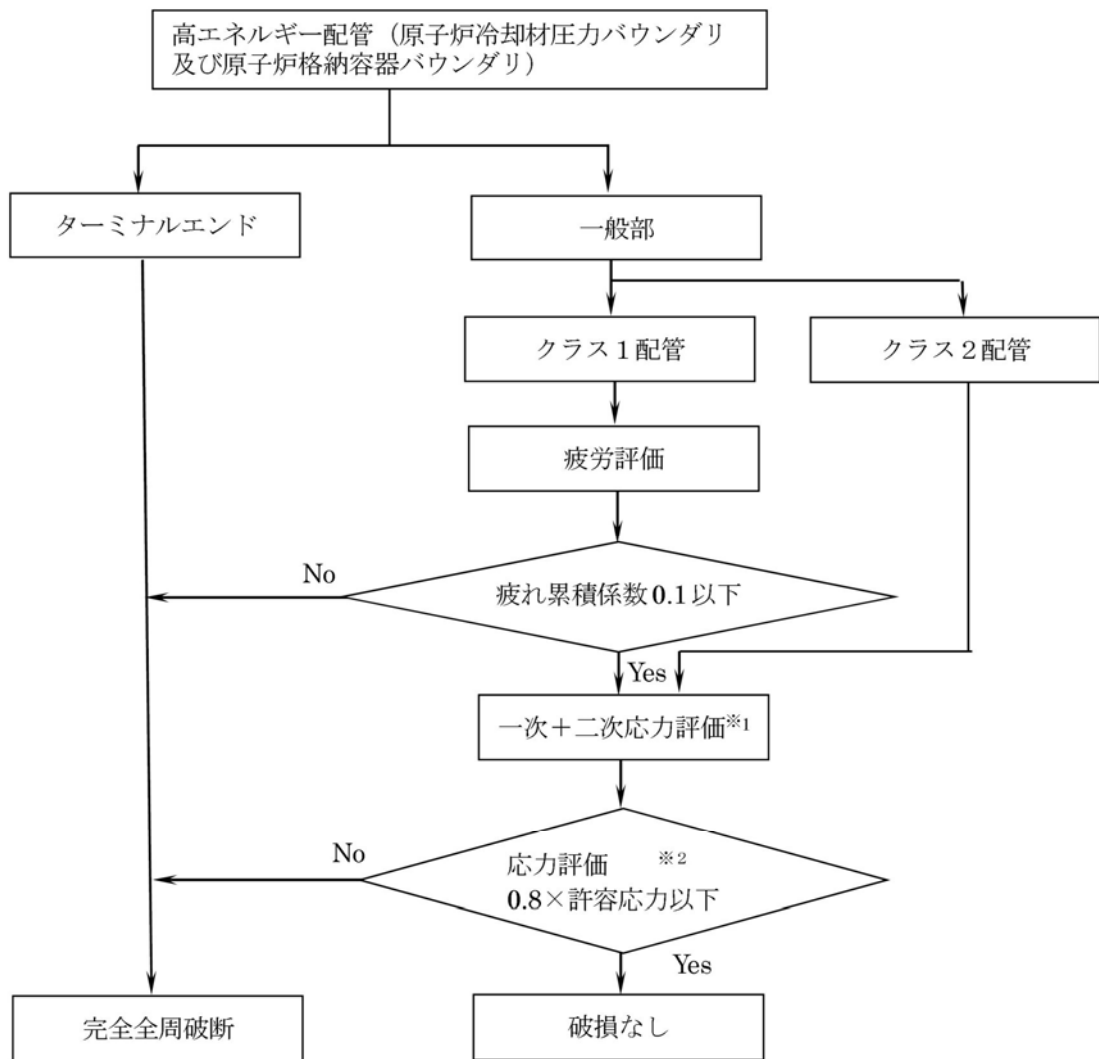 高エネルギー配管（原子炉冷却材圧力バウンダリ
及び原子炉格納容器バウンダリ）
ターミナルエンド
一般部
クラス１配管
クラス２配管
疲労評価
No
疲れ累積係数 0.1 以下
Yes
一次＋二次応力評価※1
No
応力評価 ※2
0.8×許容応力以下
Yes
完全全周破断
破損なし